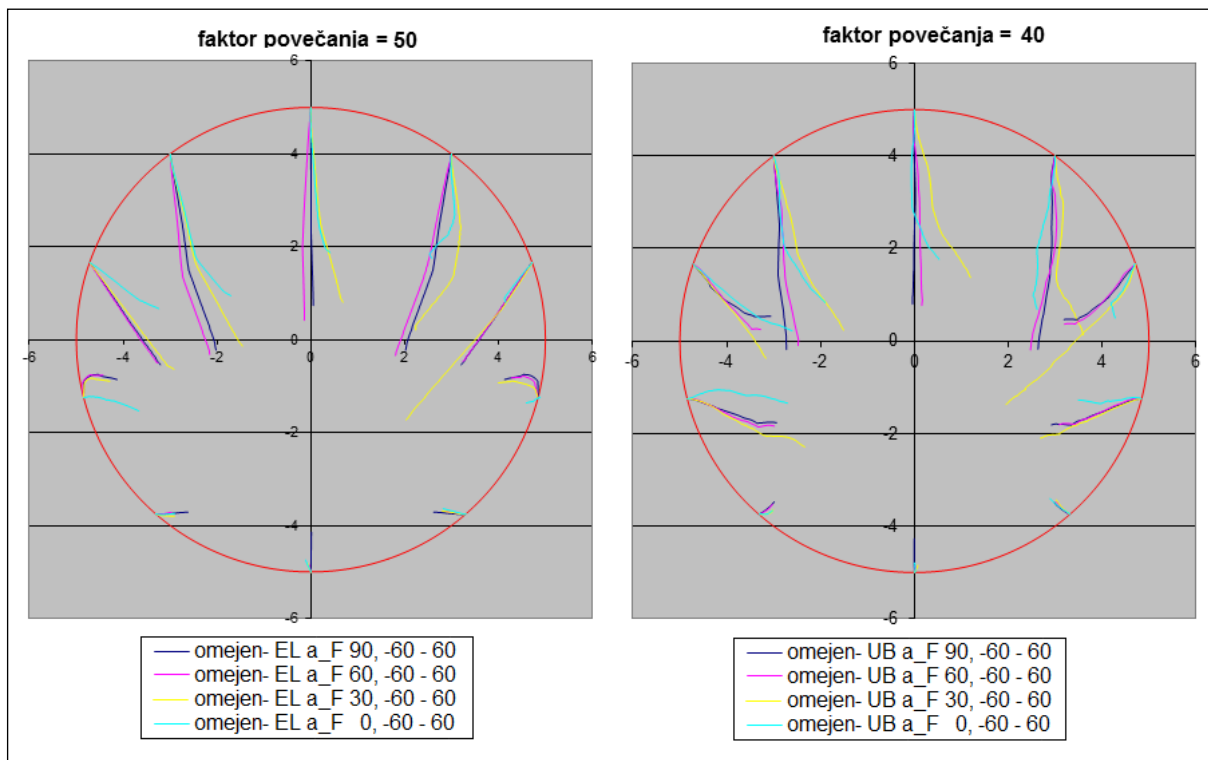 faktor povečanja = 50
6
4
2
0
-6
-4
-2
0
2
4
6
-2
-4
-6
omejen- EL a_F 90, -60 - 60
omejen- EL a_F 60, -60 - 60
omejen- EL a_F 30, -60 - 60
omejen- EL a_F 0, -60 - 60
faktor povečanja = 40
6
4
2
0
-6
-4
-2
0
2
4
6
-2
-4
-6
omejen- UB a_F 90, -60 - 60
omejen- UB a_F 60, -60 - 60
omejen- UB a_F 30, -60 - 60
omejen- UB a_F 0, -60 - 60